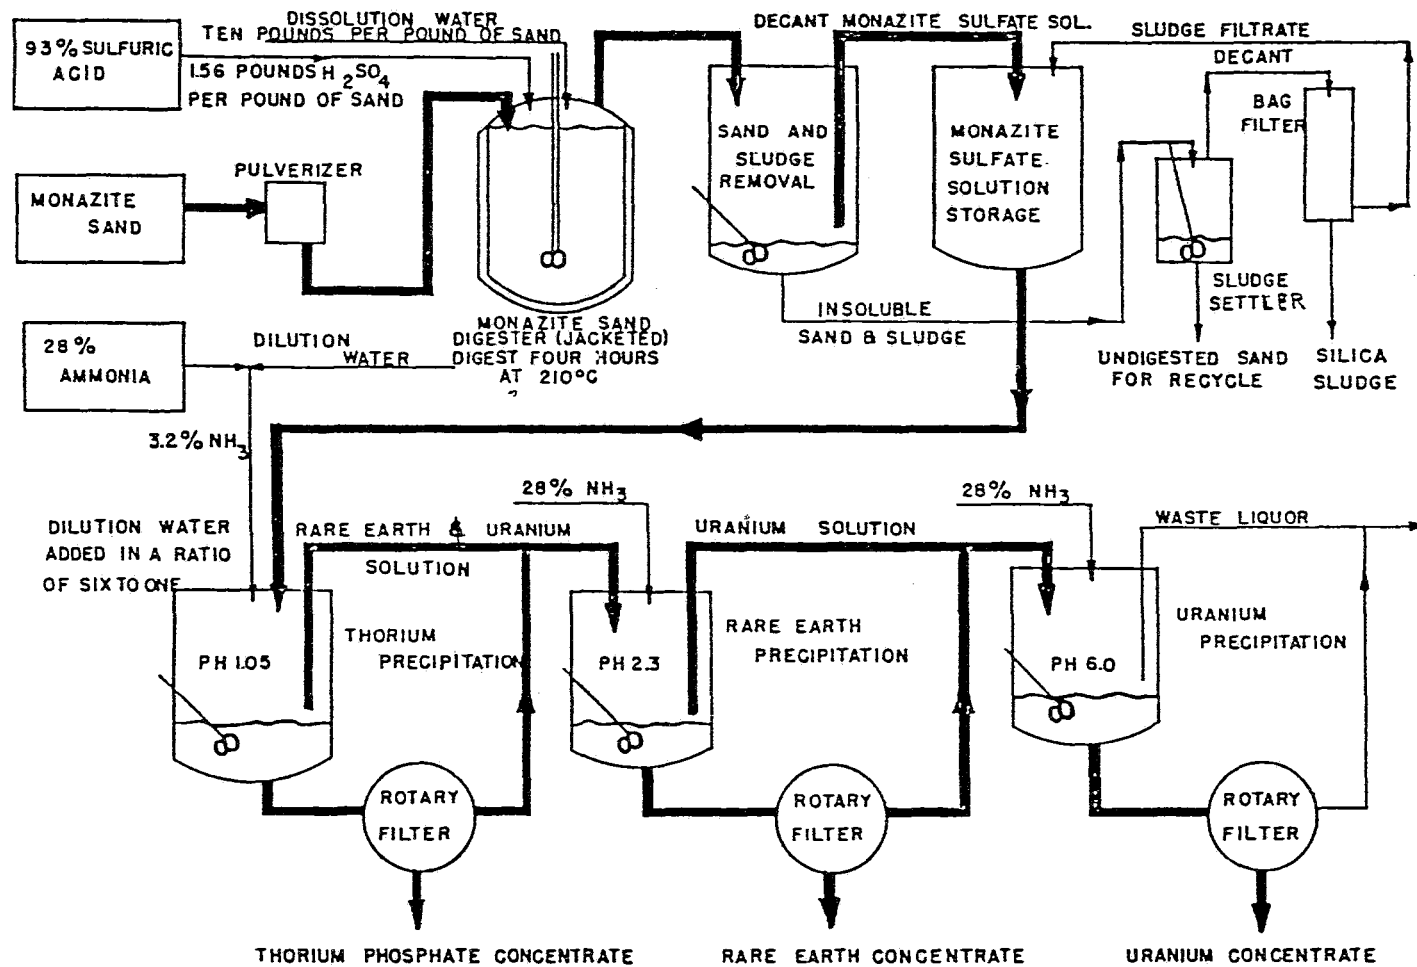 93% SULFURIC
ACID
DISSOLUTION WATER
TEN POUNDS PER POUND OF SAND
1.56 POUNDS H2SO4
PER POUND OF SAND
DECANT MONAZITE SULFATE SOL.
SLUDGE FILTRATE
DECANT
BAG
FILTER
SAND AND
SLUDGE
REMOVAL
MONAZITE
SULFATE-
SOLUTION
STORAGE
PULVERIZER
MONAZITE
SAND
SLUDGE
SETTLER
INSOLUBLE
SAND & SLUDGE
MONAZITE SAND
DIGESTER (JACKETED)
DIGEST FOUR HOURS
AT 210°C
UNDIGESTED SAND
FOR RECYCLE
SILICA
SLUDGE
28%
AMMONIA
DILUTION
WATER
3.2% NH3
28% NH3
28% NH3
DILUTION WATER
ADDED IN A RATIO
OF SIX TO ONE
RARE EARTH & URANIUM
SOLUTION
URANIUM SOLUTION
WASTE LIQUOR
PH 1.05
THORIUM
PRECIPITATION
PH 2.3
RARE EARTH
PRECIPITATION
PH 6.0
URANIUM
PRECIPITATION
ROTARY
FILTER
ROTARY
FILTER
ROTARY
FILTER
THORIUM PHOSPHATE CONCENTRATE
RARE EARTH CONCENTRATE
URANIUM CONCENTRATE